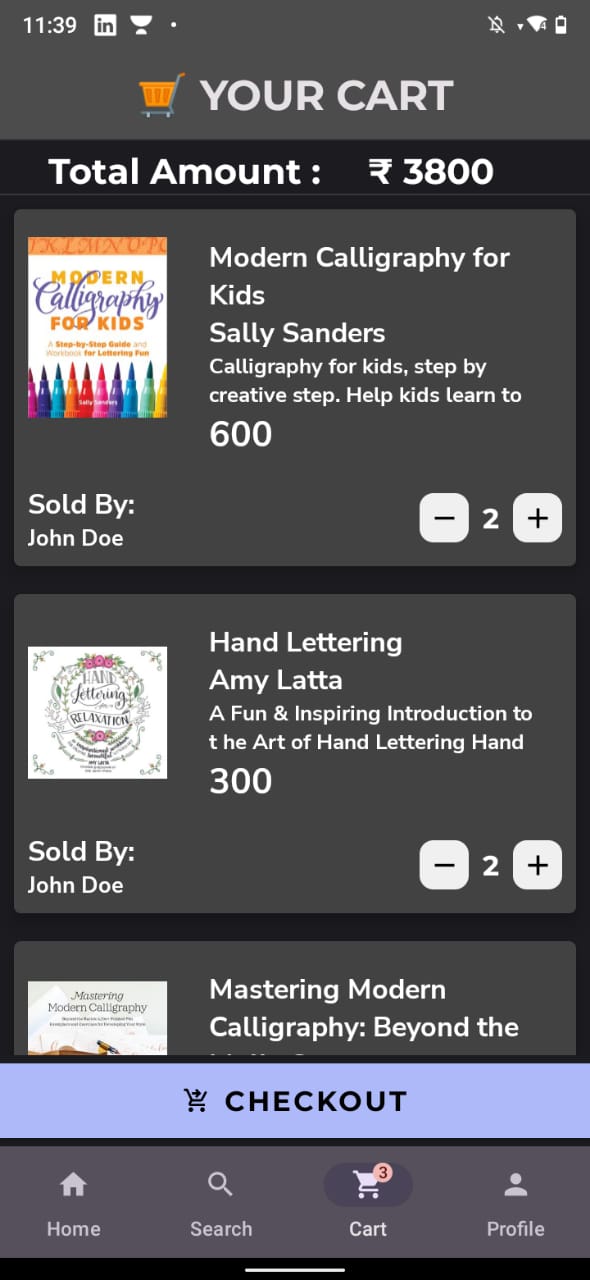 11:39
YOUR CART
Total Amount : ₹ 3800
MODERN
Calligraphy
FOR KIDS
A Step-by-Step Guide and
Workbook for Lettering Fun
Sally Sanders
Modern Calligraphy for
Kids
Sally Sanders
Calligraphy for kids, step by
creative step. Help kids learn to
600
Sold By:
John Doe
− 2 +
HAND
Lettering
for
RELAXATION
AMY LATTA
Hand Lettering
Amy Latta
A Fun & Inspiring Introduction to
t he Art of Hand Lettering Hand
300
Sold By:
John Doe
− 2 +
Mastering
Modern Calligraphy
Mastering Modern
Calligraphy: Beyond the
CHECKOUT
3
Home Search Cart Profile